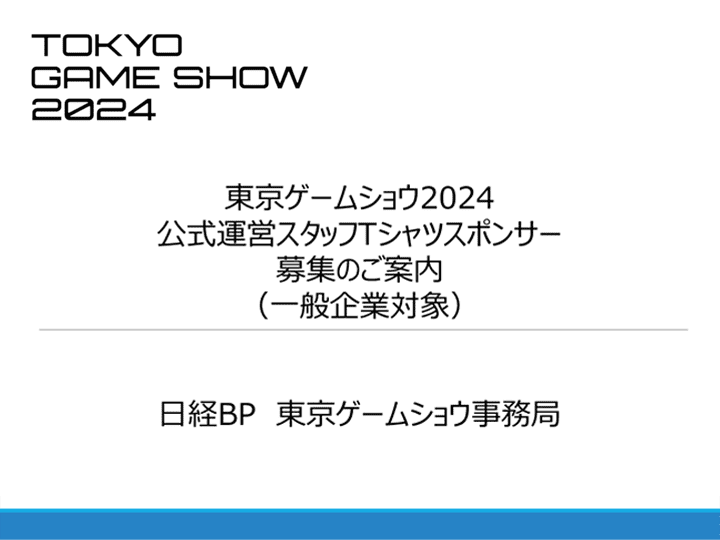 TOKYO
GAME SHOW
2024
東京ゲームショウ2024
公式運営スタッフTシャツスポンサー
募集のご案内
（一般企業対象）
日経BP　東京ゲームショウ事務局